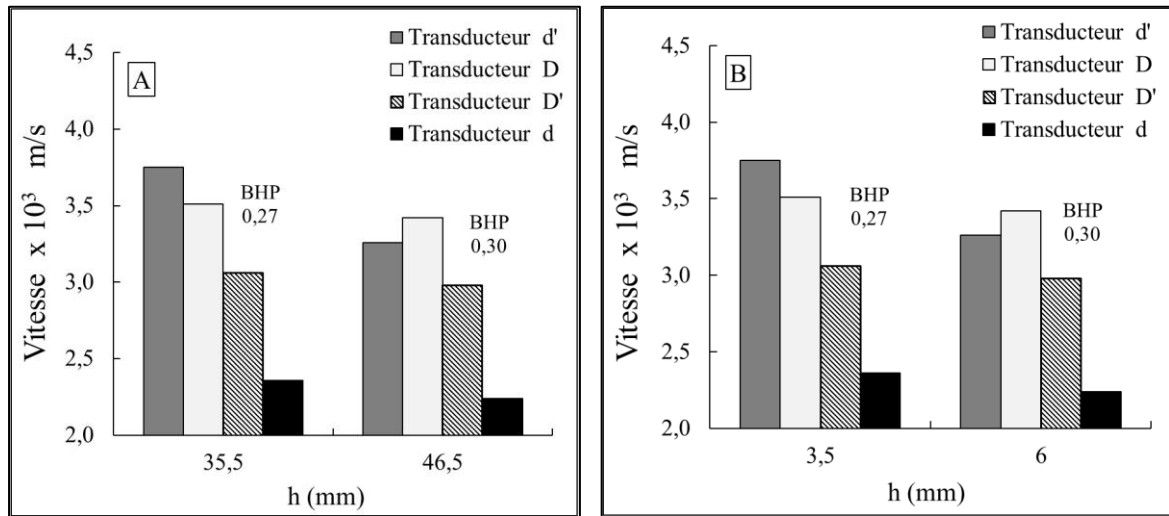 Transducteur d'
Transducteur D
Transducteur D'
Transducteur d
A
Vitesse x 10³ m/s
4,5
4,0
3,5
3,0
2,5
2,0
BHP
0,27
BHP
0,30
35,5
46,5
h (mm)
Transducteur d'
Transducteur D
Transducteur D'
Transducteur d
B
Vitesse x 10³ m/s
4,5
4,0
3,5
3,0
2,5
2,0
BHP
0,27
BHP
0,30
3,5
6
h (mm)